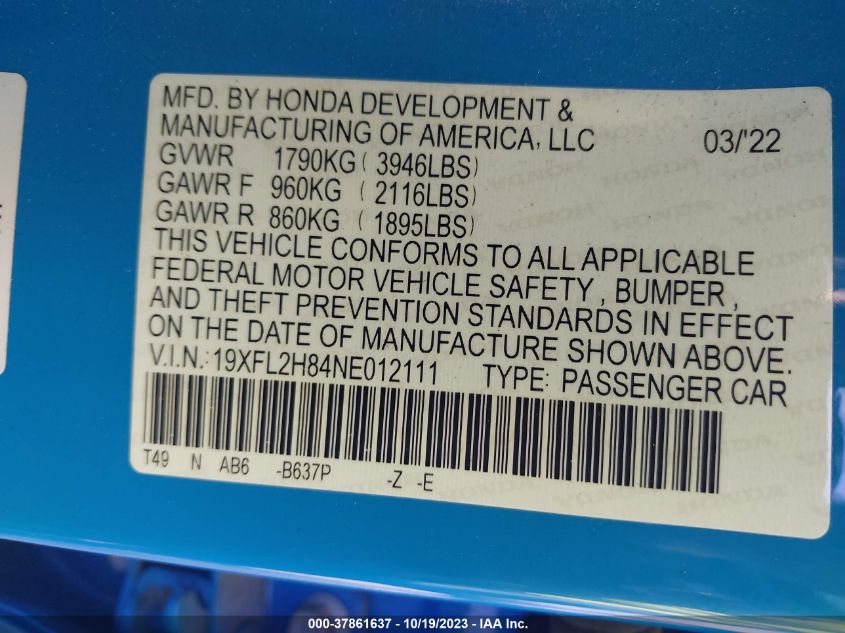 MFD. BY HONDA DEVELOPMENT &
MANUFACTURING OF AMERICA, LLC 03/'22
GVWR 1790KG ( 3946LBS)
GAWR F 960KG ( 2116LBS)
GAWR R 860KG ( 1895LBS)
THIS VEHICLE CONFORMS TO ALL APPLICABLE
FEDERAL MOTOR VEHICLE SAFETY , BUMPER ,
AND THEFT PREVENTION STANDARDS IN EFFECT
ON THE DATE OF MANUFACTURE SHOWN ABOVE.
V.I.N.: 19XFL2H84NE012111 TYPE: PASSENGER CAR
T49 N AB6 -B637P -Z -E
000-37861637 - 10/19/2023 - IAA Inc.